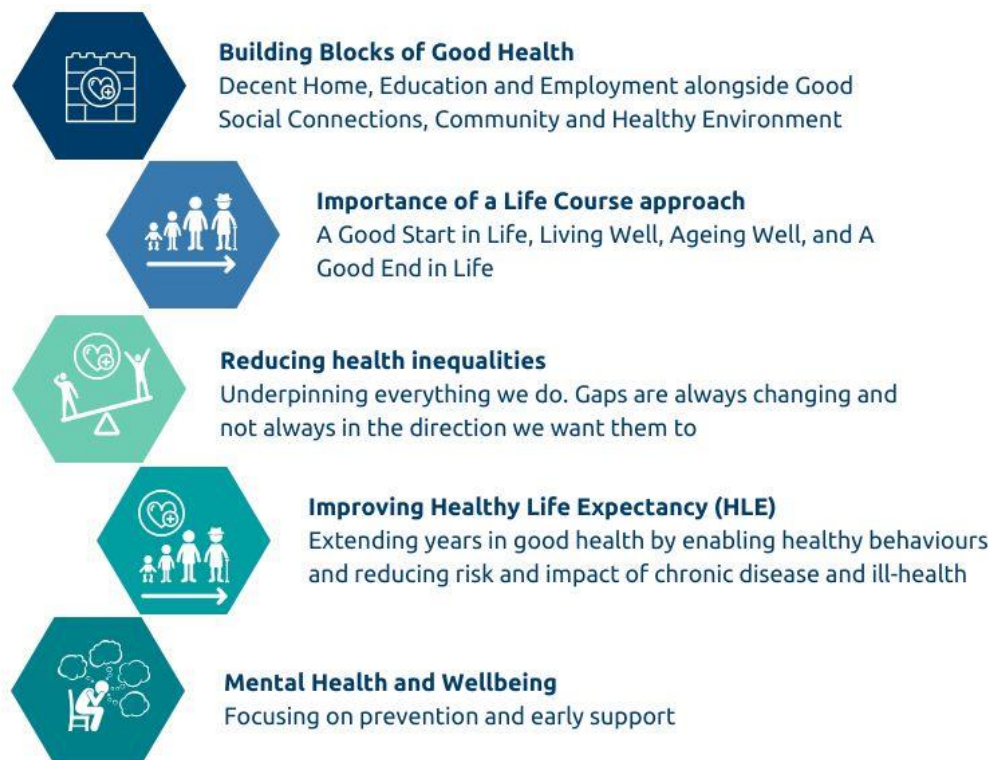 Building Blocks of Good Health
Decent Home, Education and Employment alongside Good
Social Connections, Community and Healthy Environment
Importance of a Life Course approach
A Good Start in Life, Living Well, Ageing Well, and A
Good End in Life
Reducing health inequalities
Underpinning everything we do. Gaps are always changing and
not always in the direction we want them to
Improving Healthy Life Expectancy (HLE)
Extending years in good health by enabling healthy behaviours
and reducing risk and impact of chronic disease and ill-health
Mental Health and Wellbeing
Focusing on prevention and early support